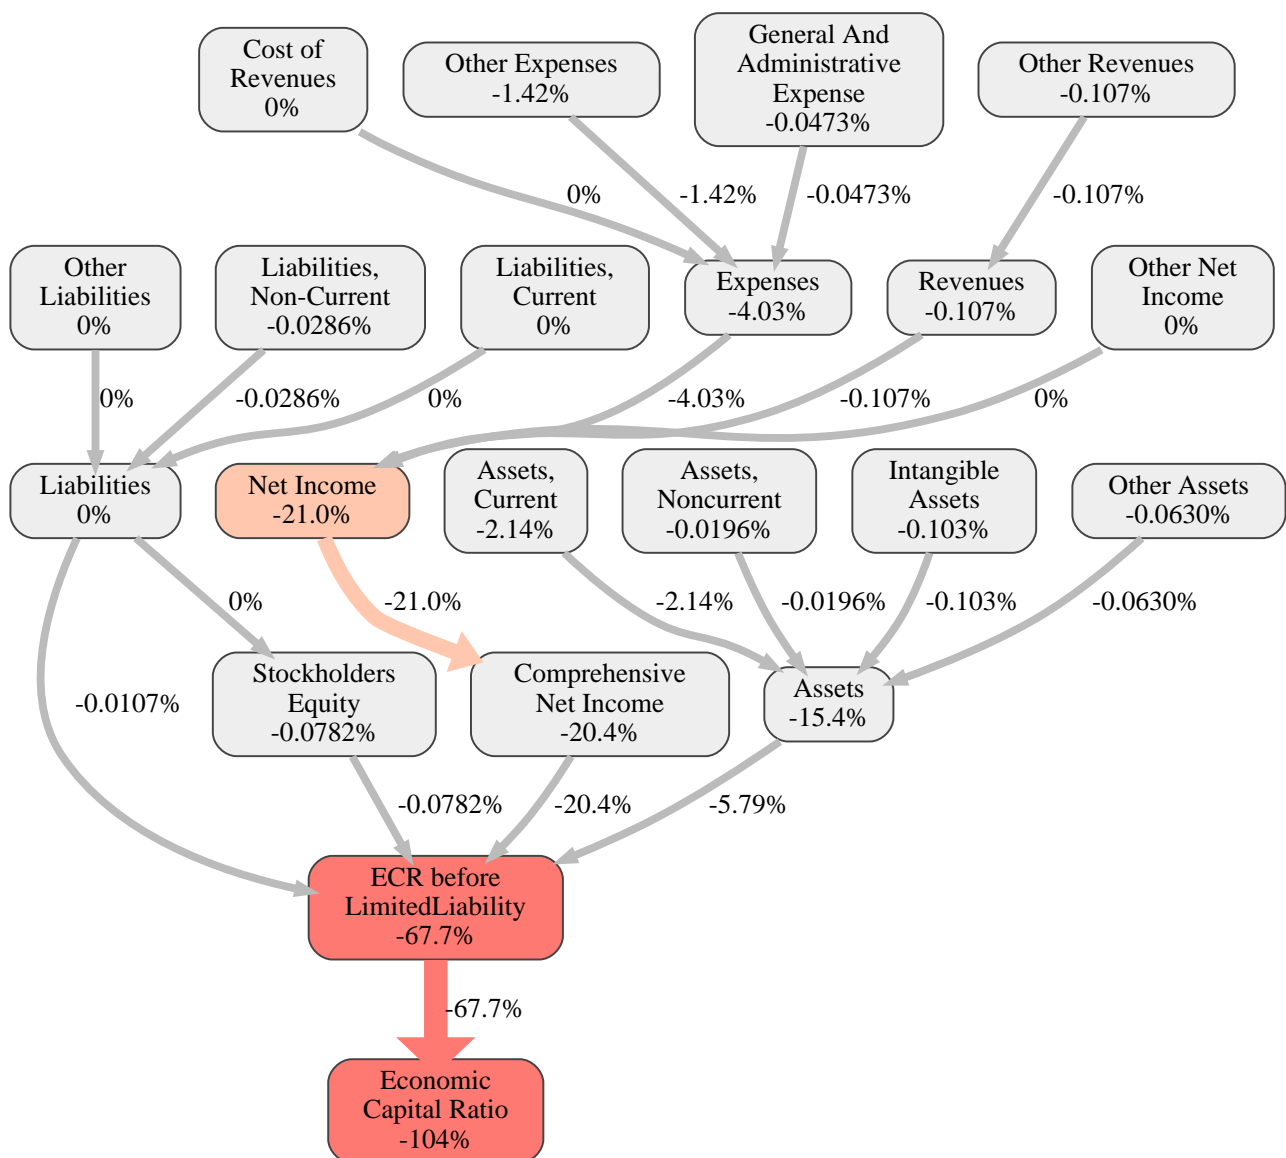 Cost of
Revenues
0%
Other Expenses
-1.42%
General And
Administrative
Expense
-0.0473%
Other Revenues
-0.107%
0%
-1.42%
-0.0473%
-0.107%
Other
Liabilities
0%
Liabilities,
Non-Current
-0.0286%
Liabilities,
Current
0%
Expenses
-4.03%
Revenues
-0.107%
Other Net
Income
0%
0%
-0.0286%
0%
-4.03%
-0.107%
0%
Liabilities
0%
Net Income
-21.0%
Assets,
Current
-2.14%
Assets,
Noncurrent
-0.0196%
Intangible
Assets
-0.103%
Other Assets
-0.0630%
0%
-21.0%
-2.14%
-0.0196%
-0.103%
-0.0630%
-0.0107%
Stockholders
Equity
-0.0782%
Comprehensive
Net Income
-20.4%
Assets
-15.4%
-0.0782%
-20.4%
-5.79%
ECR before
LimitedLiability
-67.7%
-67.7%
Economic
Capital Ratio
-104%